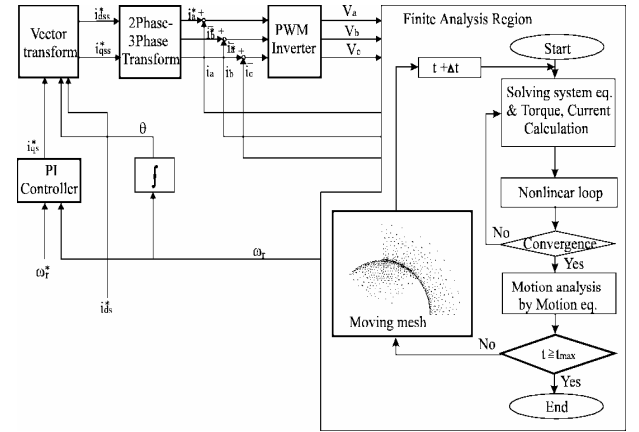 Vector
transform
i*dss
i*qss
2Phase-
3Phase
Transform
i*a +
i*b +
i*c +
ia
ib
ic
PWM
Inverter
Va
Vb
Vc
Finite Analysis Region
Start
t +Δt
Solving system eq.
& Torque, Current
Calculation
Nonlinear loop
No
Convergence
Yes
Motion analysis
by Motion eq.
No
t ≧ tmax
Yes
End
Moving mesh
θ
∫
i*qs
PI
Controller
ωr
ω*r
i*ds